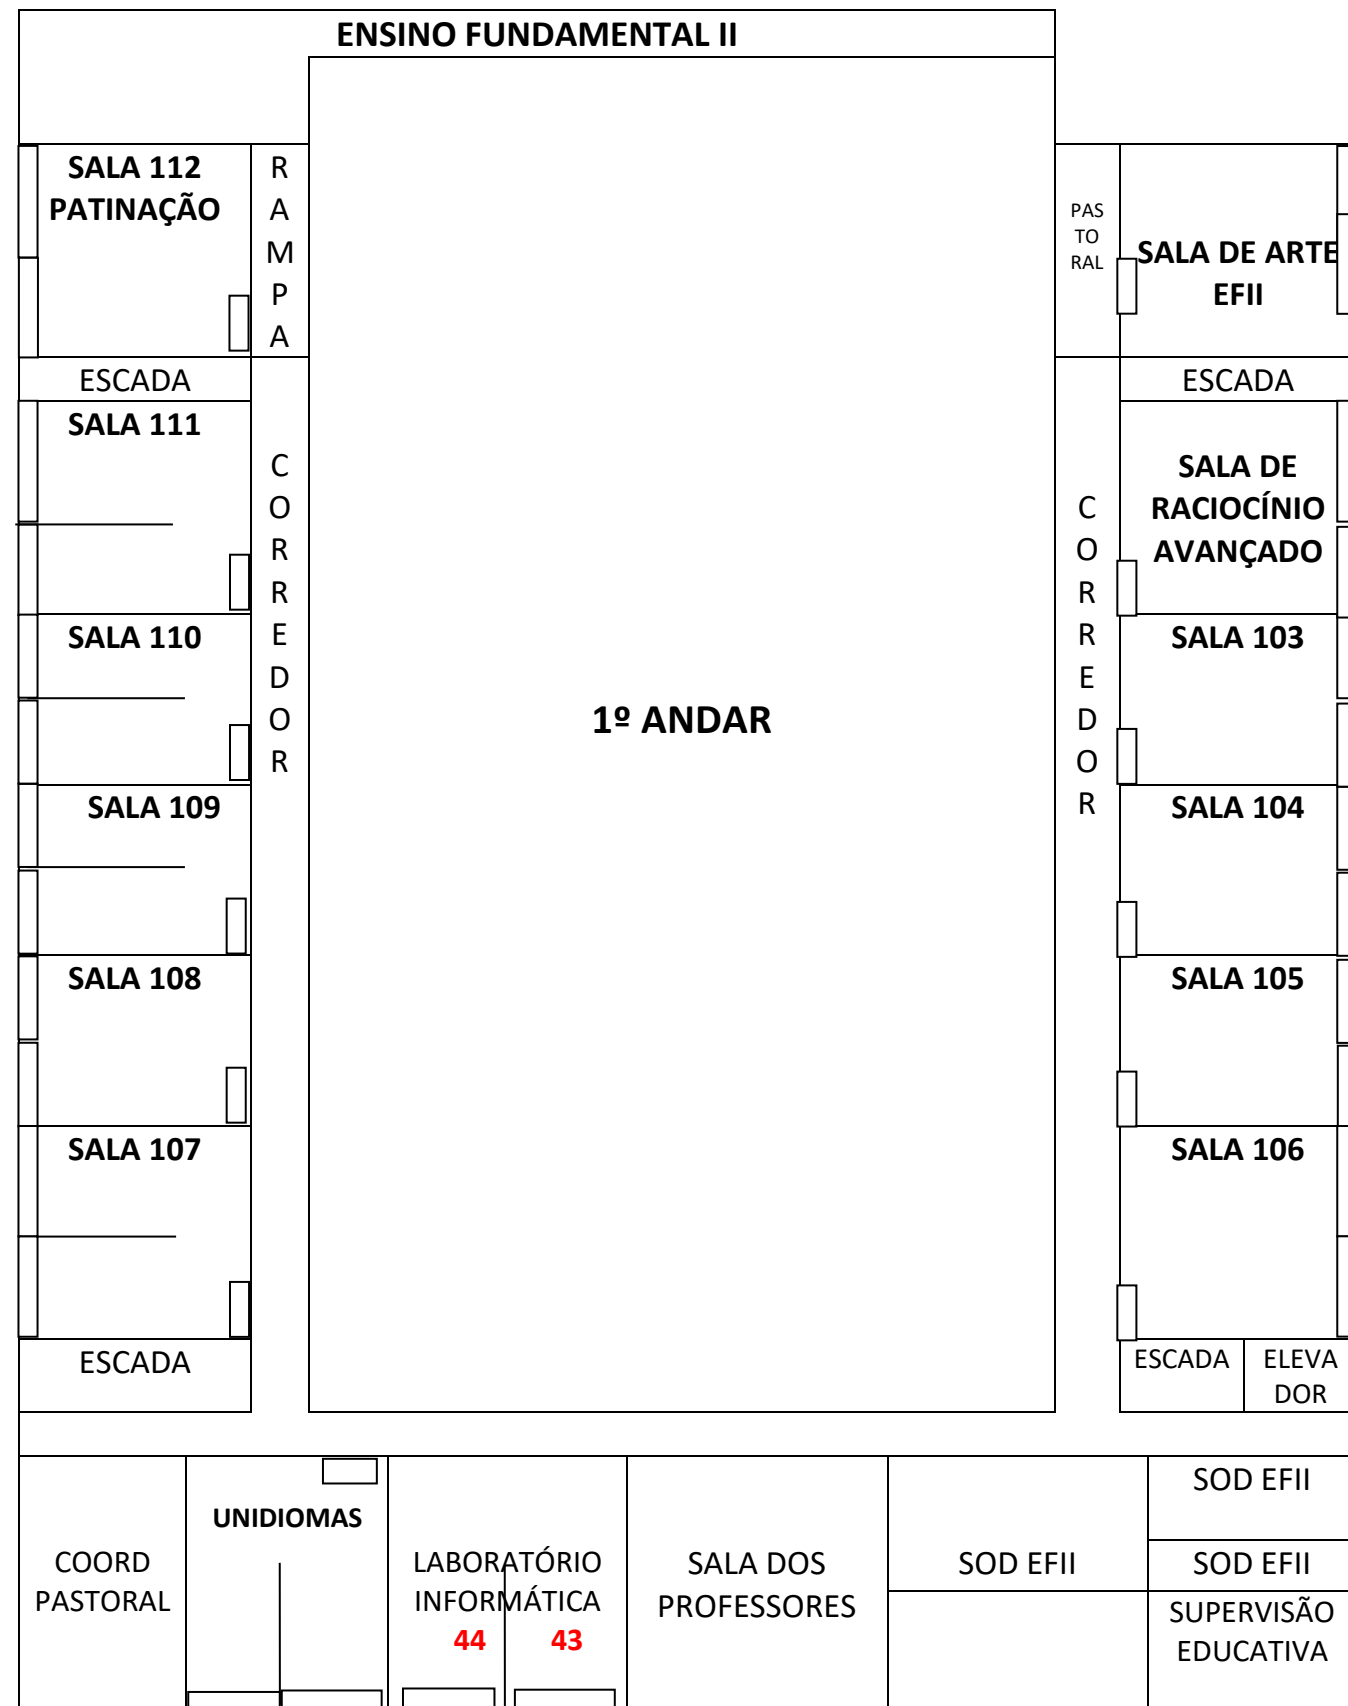 ENSINO FUNDAMENTAL II
SALA 112
PATINAÇÃO
R
A
M
P
A
PAS
TO
RAL
SALA DE ARTE
EFII
ESCADA
ESCADA
SALA 111
C
O
R
R
E
D
O
R
C
O
R
R
E
D
O
R
SALA DE
RACIOCÍNIO
AVANÇADO
SALA 110
SALA 103
1º ANDAR
SALA 109
SALA 104
SALA 108
SALA 105
SALA 107
SALA 106
ESCADA
ESCADA
ELEVA
DOR
COORD
PASTORAL
UNIDIOMAS
LABORATÓRIO
INFORMÁTICA
44 43
SALA DOS
PROFESSORES
SOD EFII
SOD EFII
SOD EFII
SUPERVISÃO
EDUCATIVA